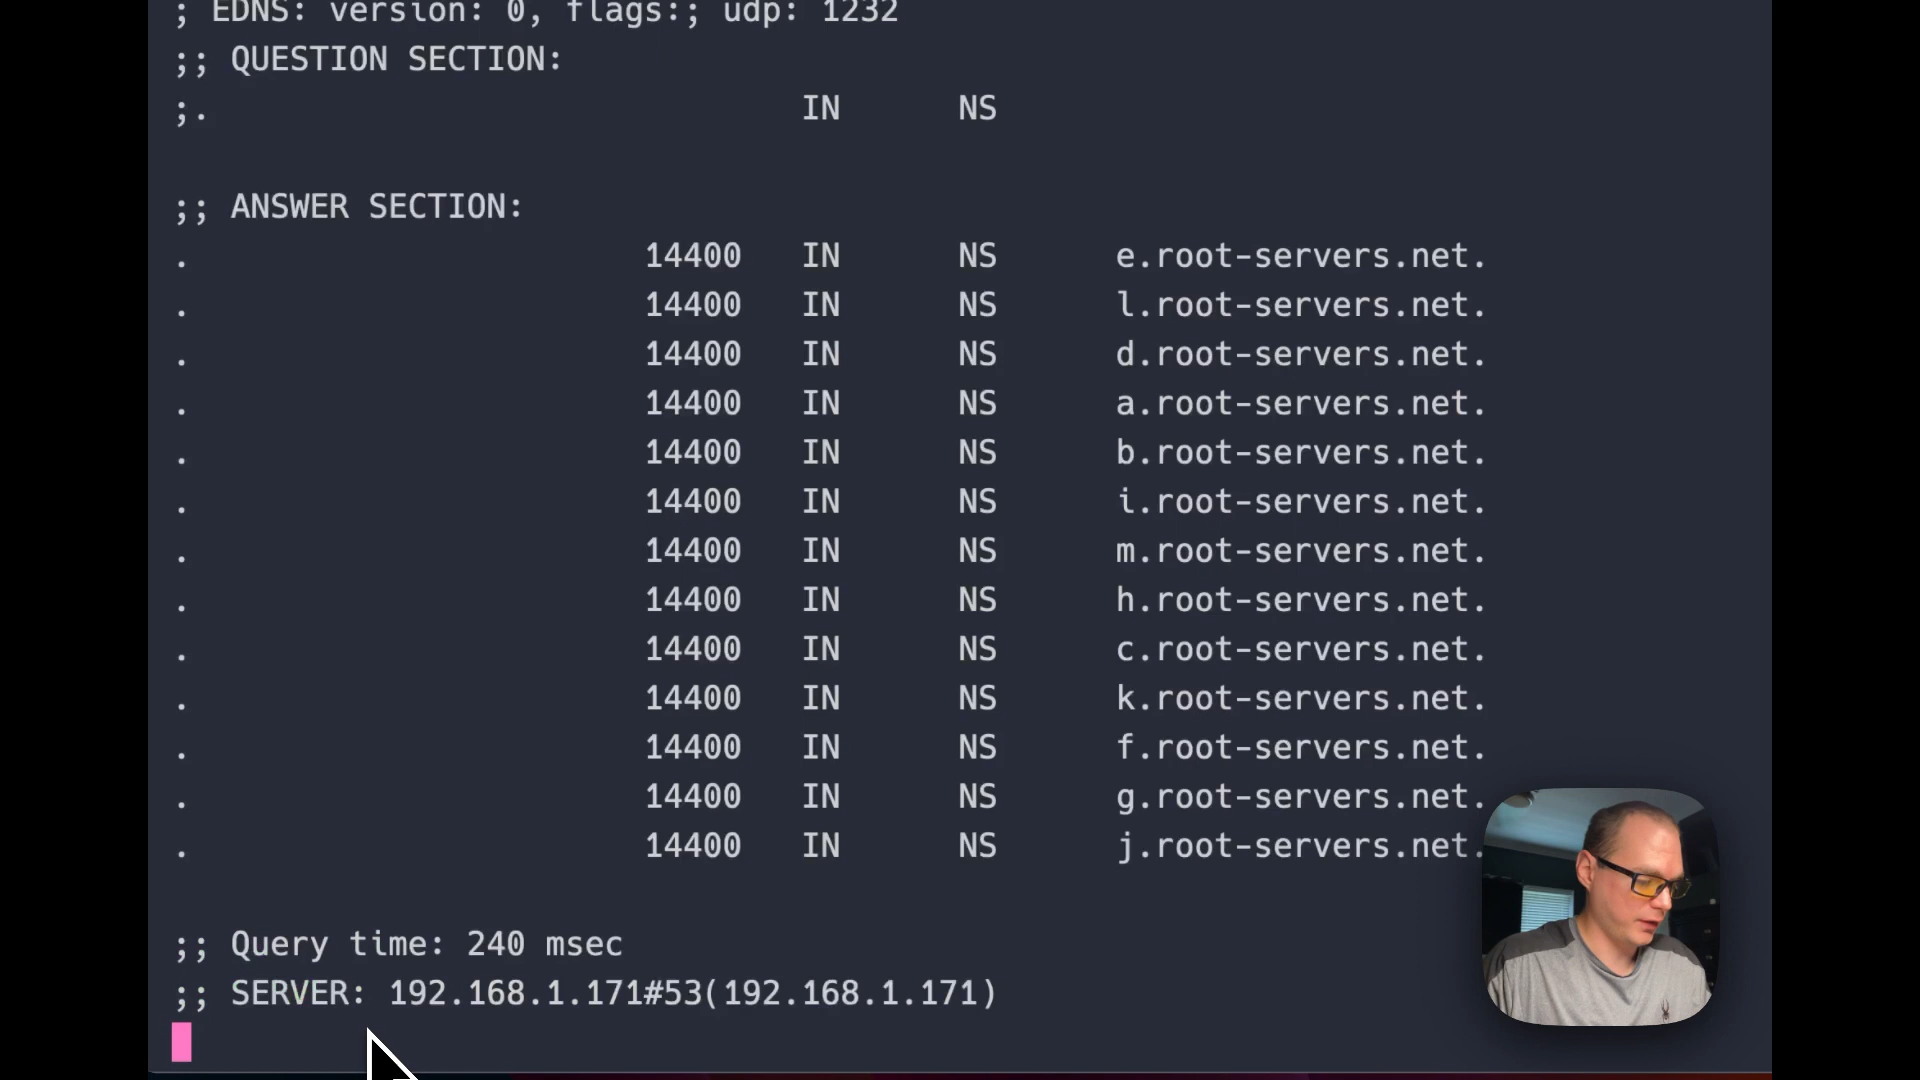 ; EDNS: version: 0, flags:; udp: 1232
;; QUESTION SECTION:
;. IN NS
;; ANSWER SECTION:
. 14400 IN NS e.root-servers.net.
. 14400 IN NS l.root-servers.net.
. 14400 IN NS d.root-servers.net.
. 14400 IN NS a.root-servers.net.
. 14400 IN NS b.root-servers.net.
. 14400 IN NS i.root-servers.net.
. 14400 IN NS m.root-servers.net.
. 14400 IN NS h.root-servers.net.
. 14400 IN NS c.root-servers.net.
. 14400 IN NS k.root-servers.net.
. 14400 IN NS f.root-servers.net.
. 14400 IN NS g.root-servers.net.
. 14400 IN NS j.root-servers.net.
;; Query time: 240 msec
;; SERVER: 192.168.1.171#53(192.168.1.171)